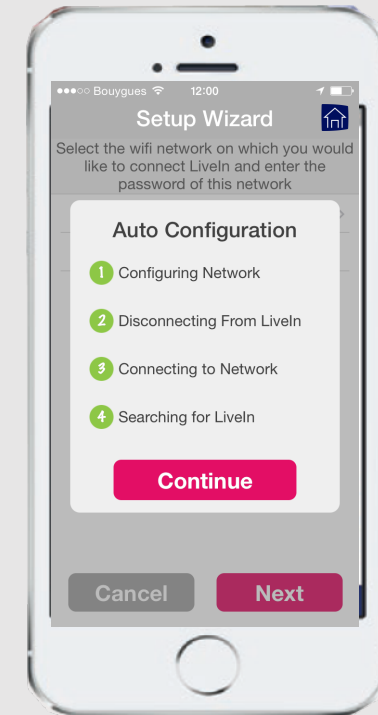 Bouygues 12:00
Setup Wizard
Select the wifi network on which you would
like to connect LiveIn and enter the
password of this network
Auto Configuration
1 Configuring Network
2 Disconnecting From LiveIn
3 Connecting to Network
4 Searching for LiveIn
Continue
Cancel Next